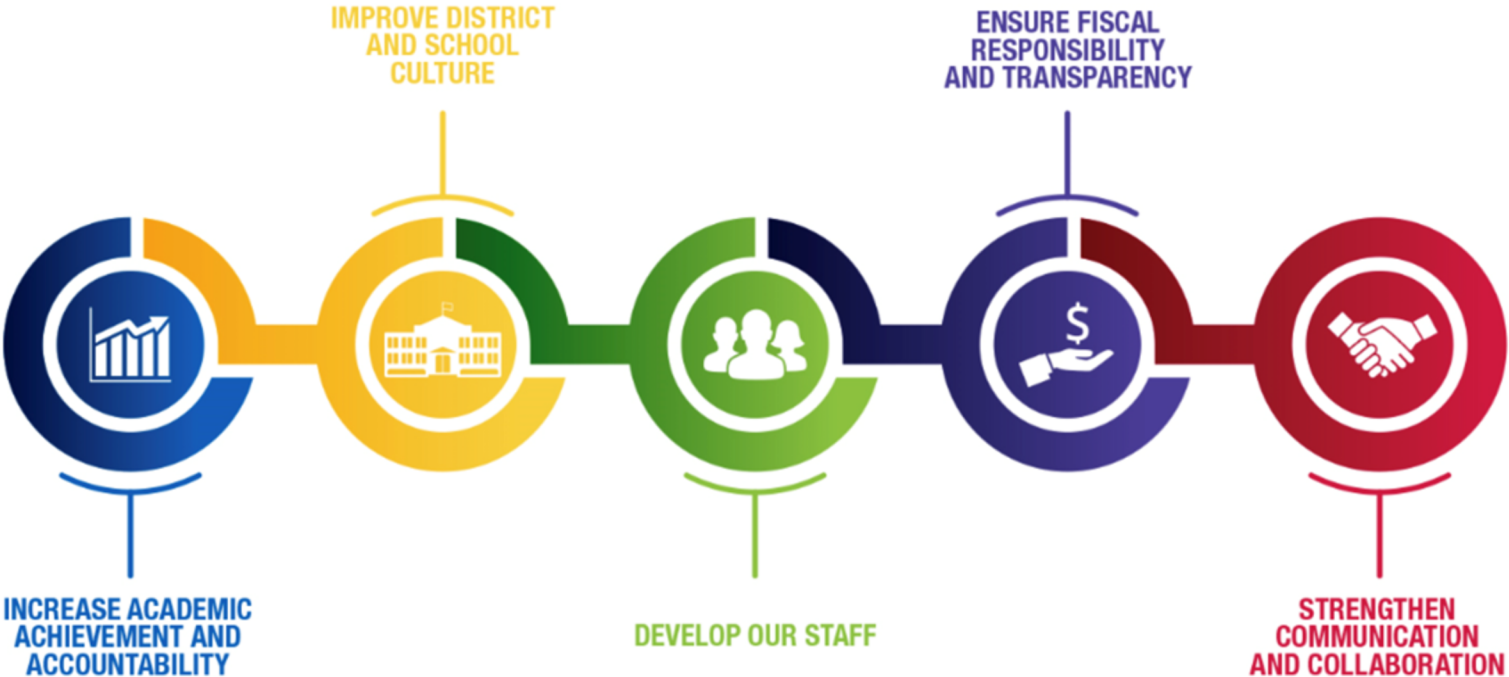 IMPROVE DISTRICT
AND SCHOOL
CULTURE
ENSURE FISCAL
RESPONSIBILITY
AND TRANSPARENCY
$
INCREASE ACADEMIC
ACHIEVEMENT AND
ACCOUNTABILITY
DEVELOP OUR STAFF
STRENGTHEN
COMMUNICATION
AND COLLABORATION